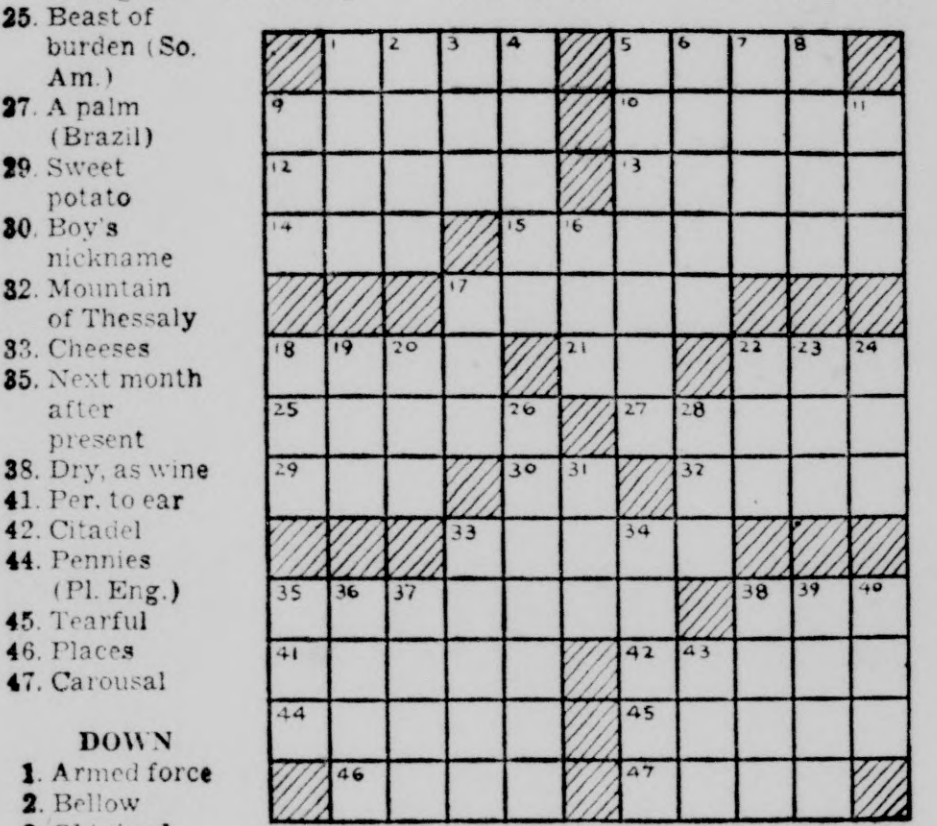 25. Beast of
burden (So.
Am.)
27. A palm
(Brazil)
29. Sweet
potato
30. Boy's
nickname
32. Mountain
of Thessaly
33. Cheeses
35. Next month
after
present
38. Dry, as wine
41. Per. to ear
42. Citadel
44. Pennies
(Pl. Eng.)
45. Tearful
46. Places
47. Carousal
DOWN
1. Armed force
2. Bellow
1 2 3 4 5 6 7 8
9 10 11
12 13
14 15 16
17
18 19 20 21 22 23 24
25 26 27 28
29 30 31 32
33 34
35 36 37 38 39 40
41 42 43
44 45
46 47